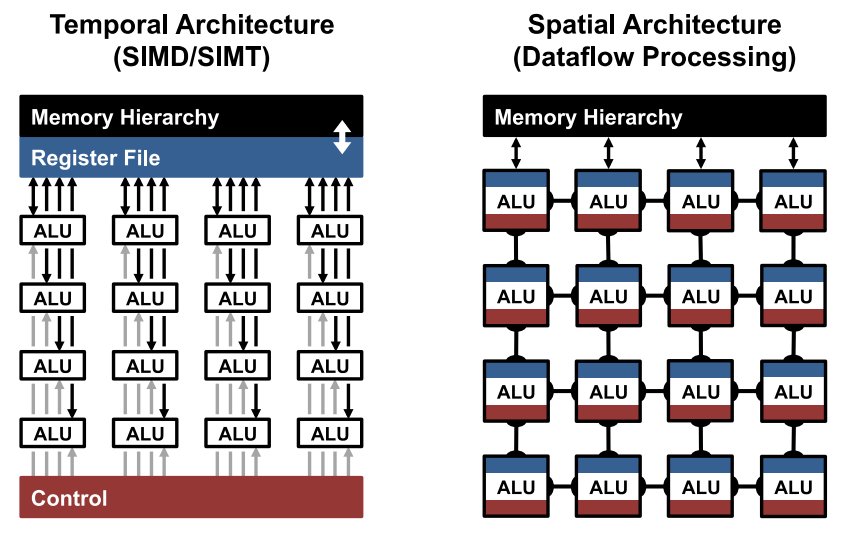 Temporal Architecture
(SIMD/SIMT)
Memory Hierarchy
Register File
ALU ALU ALU ALU
ALU ALU ALU ALU
ALU ALU ALU ALU
ALU ALU ALU ALU
Control
Spatial Architecture
(Dataflow Processing)
Memory Hierarchy
ALU ALU ALU ALU
ALU ALU ALU ALU
ALU ALU ALU ALU
ALU ALU ALU ALU